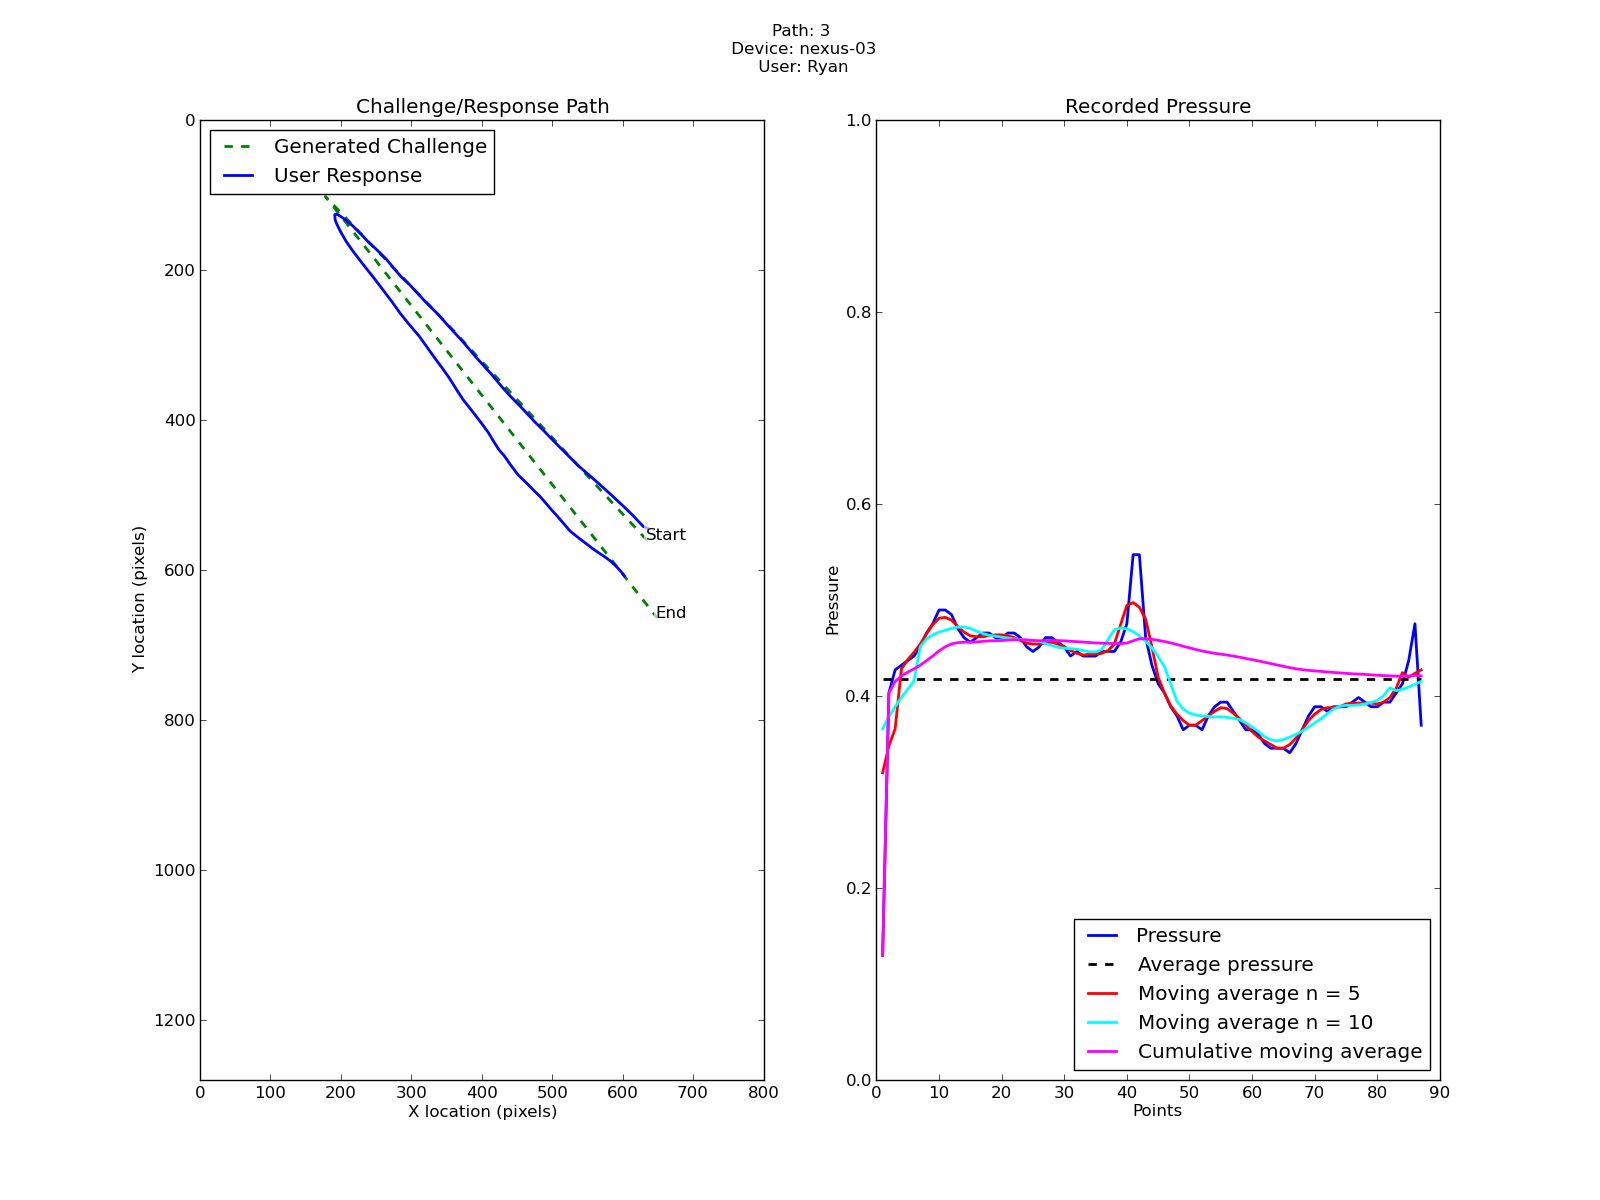 Path: 3
Device: nexus-03
User: Ryan
Challenge/Response Path
Generated Challenge
User Response
Start
End
0
200
400
600
800
1000
1200
Y location (pixels)
0 100 200 300 400 500 600 700 800
X location (pixels)
Recorded Pressure
1.0
0.8
0.6
0.4
0.2
0.0
Pressure
Pressure
Average pressure
Moving average n = 5
Moving average n = 10
Cumulative moving average
0 10 20 30 40 50 60 70 80 90
Points